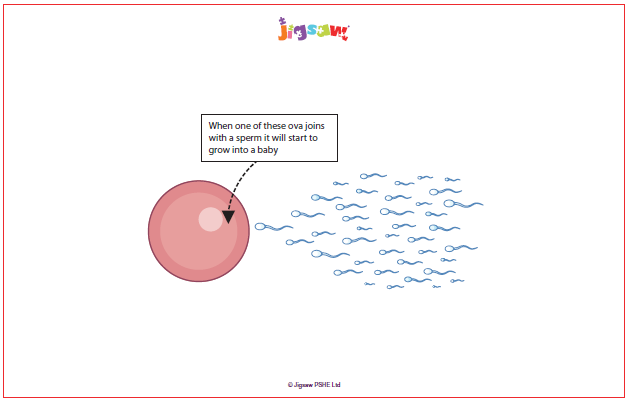 jigsaw
When one of these ova joins
with a sperm it will start to
grow into a baby
© Jigsaw PSHE Ltd